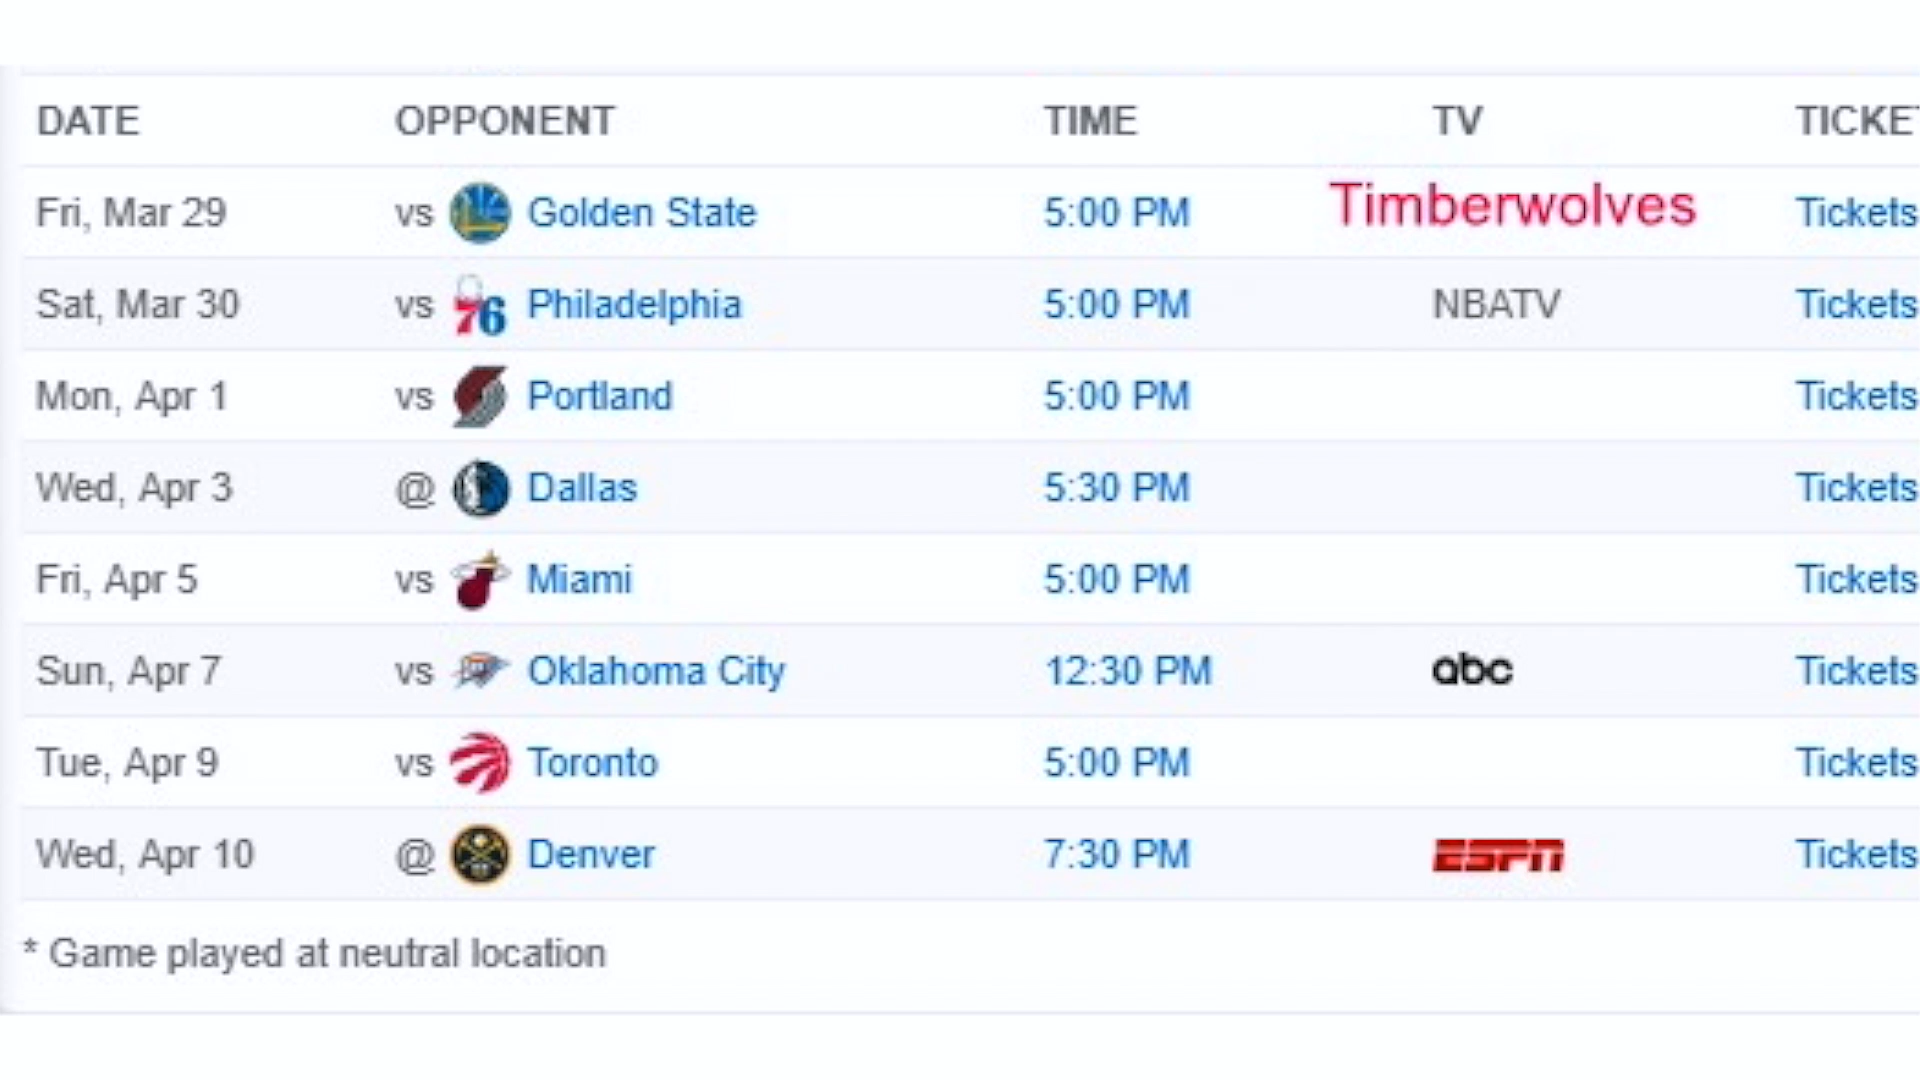 DATE OPPONENT TIME TV TICKE
Fri, Mar 29 vs Golden State 5:00 PM Timberwolves Tickets
Sat, Mar 30 vs 76 Philadelphia 5:00 PM NBATV Tickets
Mon, Apr 1 vs Portland 5:00 PM Tickets
Wed, Apr 3 @ Dallas 5:30 PM Tickets
Fri, Apr 5 vs Miami 5:00 PM Tickets
Sun, Apr 7 vs Oklahoma City 12:30 PM abc Tickets
Tue, Apr 9 vs Toronto 5:00 PM Tickets
Wed, Apr 10 @ Denver 7:30 PM ESPN Tickets
* Game played at neutral location